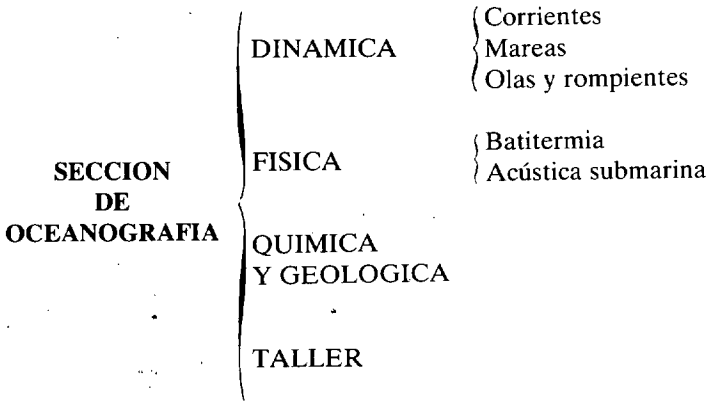 SECCION
DE
OCEANOGRAFIA
DINAMICA
Corrientes
Mareas
Olas y rompientes
FISICA
Batitermia
Acústica submarina
QUIMICA
Y GEOLOGICA
TALLER